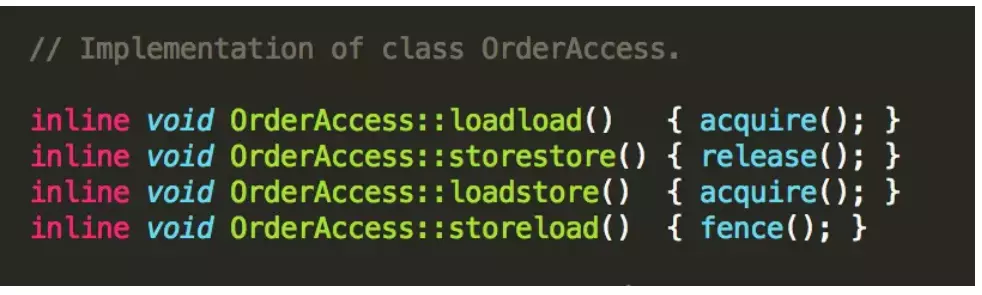 // Implementation of class OrderAccess.
inline void OrderAccess::loadload()   { acquire(); }
inline void OrderAccess::storestore() { release(); }
inline void OrderAccess::loadstore()  { acquire(); }
inline void OrderAccess::storeload()  { fence(); }